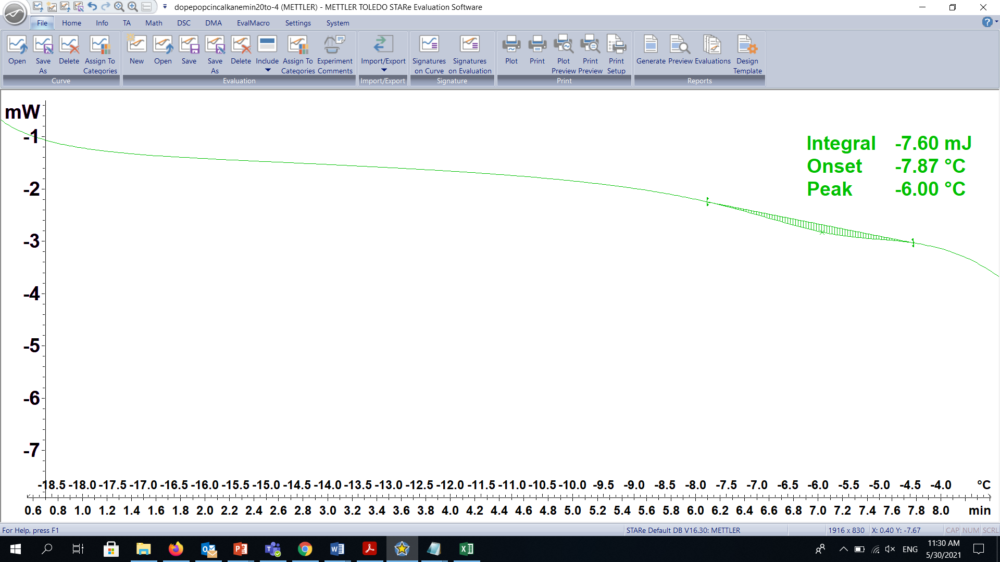 dopepopcincalkanemin20to-4 (METTLER) - METTLER TOLEDO STARe Evaluation Software
File Home Info TA Math DSC DMA EvalMacro Settings System
Open Save As Delete Assign To Categories New Open Save Save As Delete Include Assign To Categories Experiment Comments Import/Export Signatures on Curve Signatures on Evaluation Plot Print Plot Preview Print Preview Print Setup Generate Preview Evaluations Design Template
Curve Evaluation Import/Export Signature Print Reports
mW
-1
-2
-3
-4
-5
-6
-7
Integral -7.60 mJ
Onset -7.87 °C
Peak -6.00 °C
-18.5 -18.0 -17.5 -17.0 -16.5 -16.0 -15.5 -15.0 -14.5 -14.0 -13.5 -13.0 -12.5 -12.0 -11.5 -11.0 -10.5 -10.0 -9.5 -9.0 -8.5 -8.0 -7.5 -7.0 -6.5 -6.0 -5.5 -5.0 -4.5 -4.0 °C
0.6 0.8 1.0 1.2 1.4 1.6 1.8 2.0 2.2 2.4 2.6 2.8 3.0 3.2 3.4 3.6 3.8 4.0 4.2 4.4 4.6 4.8 5.0 5.2 5.4 5.6 5.8 6.0 6.2 6.4 6.6 6.8 7.0 7.2 7.4 7.6 7.8 8.0 min
For Help, press F1 STARe Default DB V16.30: METTLER 1916 x 830 X: 0.40 Y: -7.67 CAP NUM SCRL
ENG 11:30 AM
5/30/2021